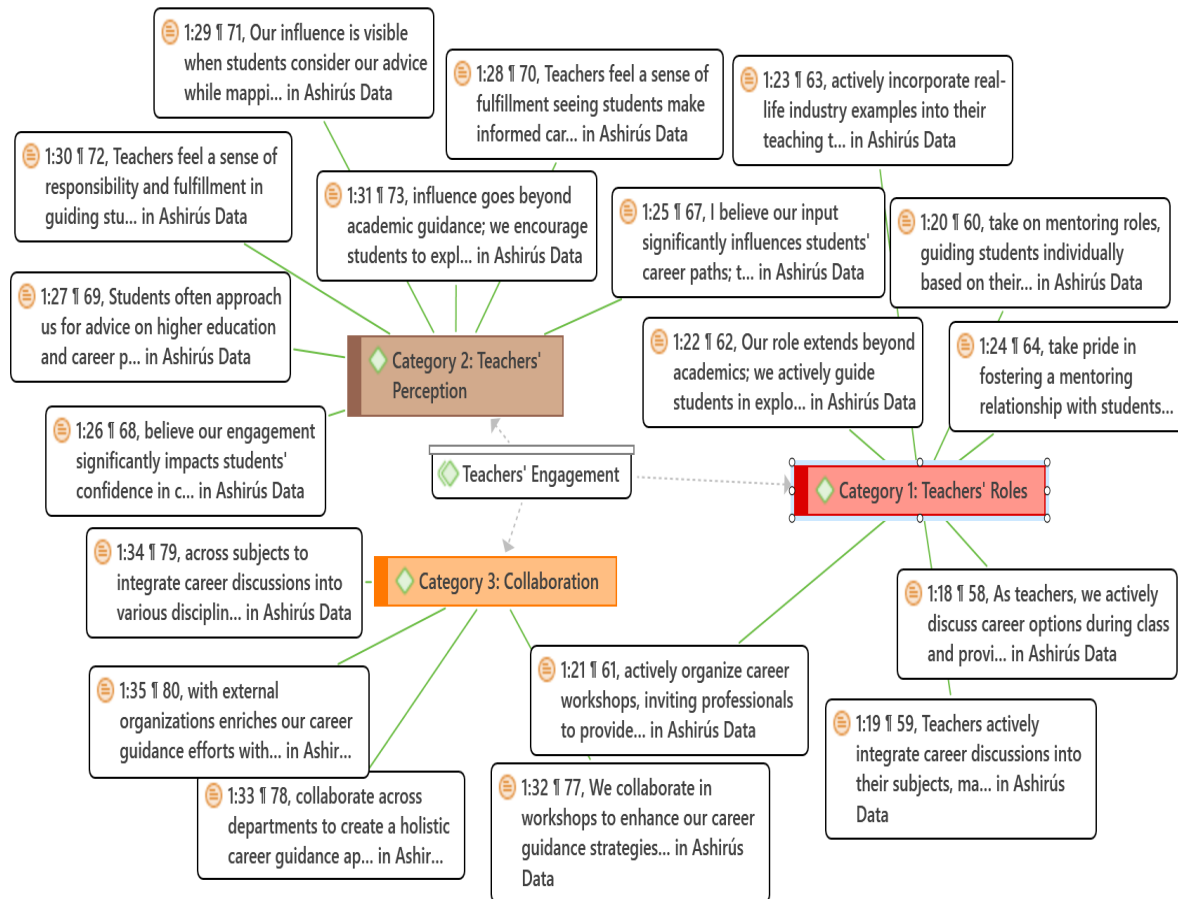 1:29 ¶ 71, Our influence is visible
when students consider our advice
while mappi... in Ashirús Data
1:28 ¶ 70, Teachers feel a sense of
fulfillment seeing students make
informed car... in Ashirús Data
1:23 ¶ 63, actively incorporate real-
life industry examples into their
teaching t... in Ashirús Data
1:30 ¶ 72, Teachers feel a sense of
responsibility and fulfillment in
guiding stu... in Ashirús Data
1:31 ¶ 73, influence goes beyond
academic guidance; we encourage
students to expl... in Ashirús Data
1:25 ¶ 67, I believe our input
significantly influences students'
career paths; t... in Ashirús Data
1:20 ¶ 60, take on mentoring roles,
guiding students individually
based on their... in Ashirús Data
1:27 ¶ 69, Students often approach
us for advice on higher education
and career p... in Ashirús Data
Category 2: Teachers'
Perception
1:22 ¶ 62, Our role extends beyond
academics; we actively guide
students in explo... in Ashirús Data
1:24 ¶ 64, take pride in
fostering a mentoring
relationship with students...
1:26 ¶ 68, believe our engagement
significantly impacts students'
confidence in c... in Ashirús Data
Teachers' Engagement
Category 1: Teachers' Roles
1:34 ¶ 79, across subjects to
integrate career discussions into
various disciplin... in Ashirús Data
Category 3: Collaboration
1:18 ¶ 58, As teachers, we actively
discuss career options during class
and provi... in Ashirús Data
1:35 ¶ 80, with external
organizations enriches our career
guidance efforts with... in Ashir...
1:21 ¶ 61, actively organize career
workshops, inviting professionals
to provide... in Ashirús Data
1:19 ¶ 59, Teachers actively
integrate career discussions into
their subjects, ma... in Ashirús
Data
1:33 ¶ 78, collaborate across
departments to create a holistic
career guidance ap... in Ashir...
1:32 ¶ 77, We collaborate in
workshops to enhance our career
guidance strategies... in Ashirús
Data